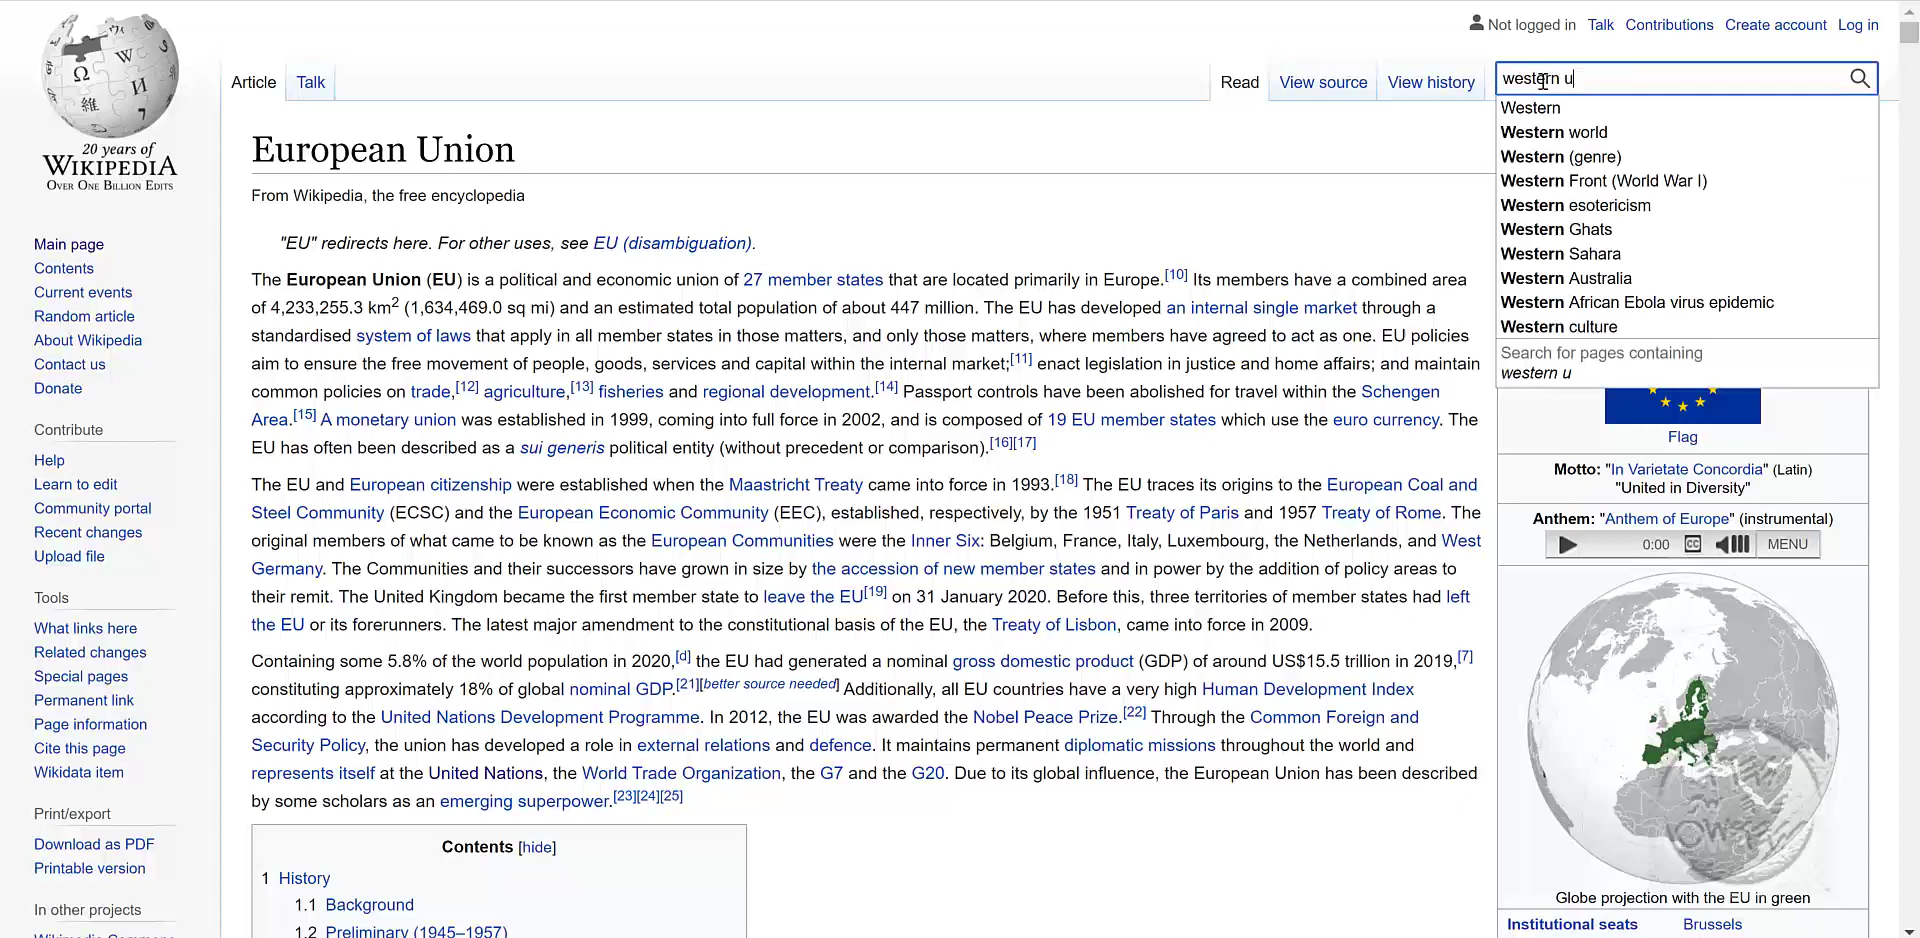 20 years of
WIKIPEDIA
OVER ONE BILLION EDITS
Main page
Contents
Current events
Random article
About Wikipedia
Contact us
Donate
Contribute
Help
Learn to edit
Community portal
Recent changes
Upload file
Tools
What links here
Related changes
Special pages
Permanent link
Page information
Cite this page
Wikidata item
Print/export
Download as PDF
Printable version
In other projects
Not logged in Talk Contributions Create account Log in
Article Talk
Read View source View history
western u
Western
Western world
Western (genre)
Western Front (World War I)
Western esotericism
Western Ghats
Western Sahara
Western Australia
Western African Ebola virus epidemic
Western culture
Search for pages containing
western u
European Union
From Wikipedia, the free encyclopedia
"EU" redirects here. For other uses, see EU (disambiguation).
The European Union (EU) is a political and economic union of 27 member states that are located primarily in Europe.[10] Its members have a combined area
of 4,233,255.3 km2 (1,634,469.0 sq mi) and an estimated total population of about 447 million. The EU has developed an internal single market through a
standardised system of laws that apply in all member states in those matters, and only those matters, where members have agreed to act as one. EU policies
aim to ensure the free movement of people, goods, services and capital within the internal market;[11] enact legislation in justice and home affairs; and maintain
common policies on trade,[12] agriculture,[13] fisheries and regional development.[14] Passport controls have been abolished for travel within the Schengen
Area.[15] A monetary union was established in 1999, coming into full force in 2002, and is composed of 19 EU member states which use the euro currency. The
EU has often been described as a sui generis political entity (without precedent or comparison).[16][17]
The EU and European citizenship were established when the Maastricht Treaty came into force in 1993.[18] The EU traces its origins to the European Coal and
Steel Community (ECSC) and the European Economic Community (EEC), established, respectively, by the 1951 Treaty of Paris and 1957 Treaty of Rome. The
original members of what came to be known as the European Communities were the Inner Six: Belgium, France, Italy, Luxembourg, the Netherlands, and West
Germany. The Communities and their successors have grown in size by the accession of new member states and in power by the addition of policy areas to
their remit. The United Kingdom became the first member state to leave the EU[19] on 31 January 2020. Before this, three territories of member states had left
the EU or its forerunners. The latest major amendment to the constitutional basis of the EU, the Treaty of Lisbon, came into force in 2009.
Containing some 5.8% of the world population in 2020,[d] the EU had generated a nominal gross domestic product (GDP) of around US$15.5 trillion in 2019,[7]
constituting approximately 18% of global nominal GDP.[21][better source needed] Additionally, all EU countries have a very high Human Development Index
according to the United Nations Development Programme. In 2012, the EU was awarded the Nobel Peace Prize.[22] Through the Common Foreign and
Security Policy, the union has developed a role in external relations and defence. It maintains permanent diplomatic missions throughout the world and
represents itself at the United Nations, the World Trade Organization, the G7 and the G20. Due to its global influence, the European Union has been described
by some scholars as an emerging superpower.[23][24][25]
Contents [hide]
1 History
1.1 Background
1.2 Preliminary (1945–1957)
Flag
Motto: "In Varietate Concordia" (Latin)
"United in Diversity"
Anthem: "Anthem of Europe" (instrumental)
0:00 CC MENU
Globe projection with the EU in green
Institutional seats Brussels